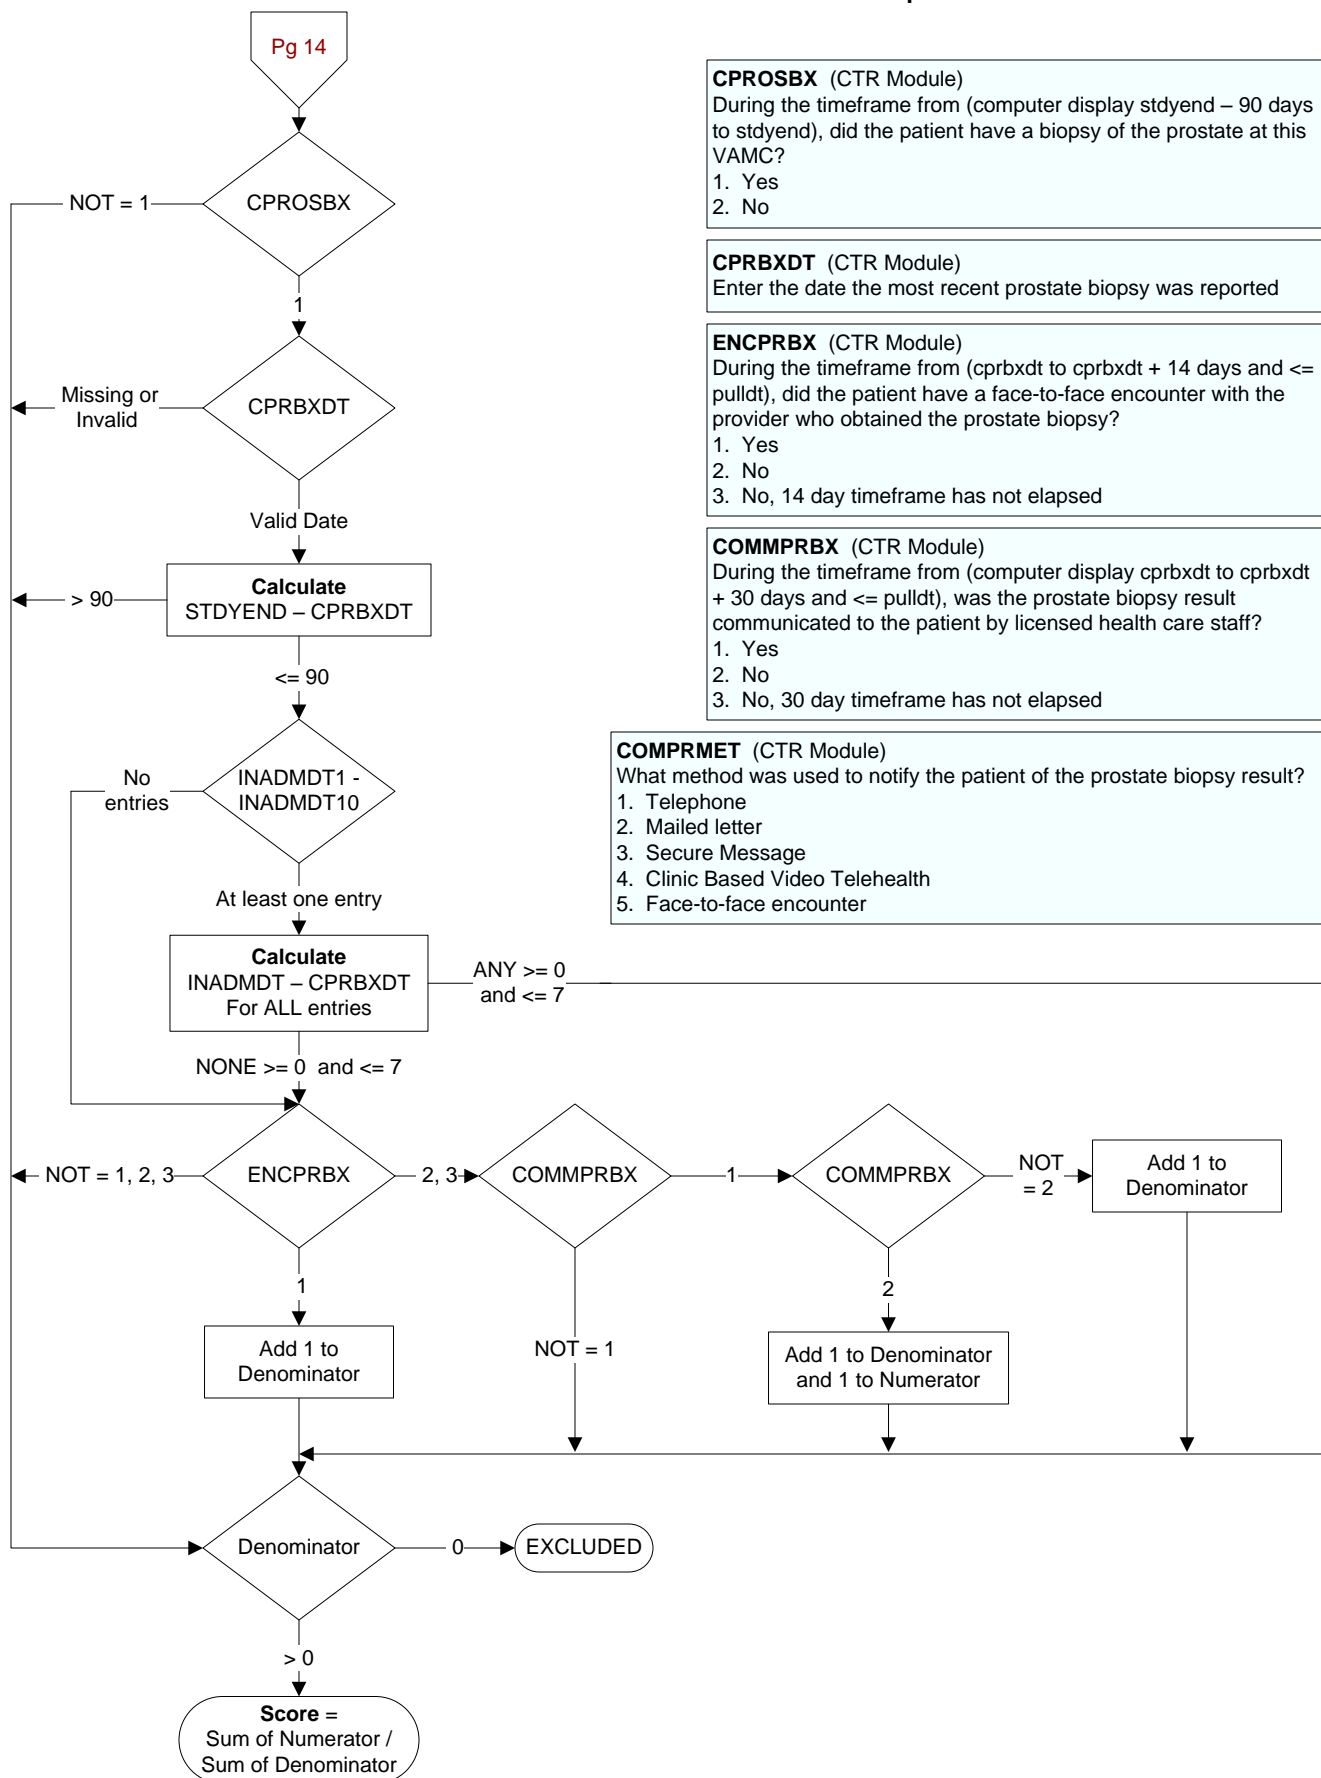 Pg 14
CPROSBX (CTR Module)
During the timeframe from (computer display stdyend – 90 days
to stdyend), did the patient have a biopsy of the prostate at this
VAMC?
1. Yes
2. No
CPRBXDT (CTR Module)
Enter the date the most recent prostate biopsy was reported
ENCPRBX (CTR Module)
During the timeframe from (cprbxdt to cprbxdt + 14 days and <=
pulldt), did the patient have a face-to-face encounter with the
provider who obtained the prostate biopsy?
1. Yes
2. No
3. No, 14 day timeframe has not elapsed
COMMPRBX (CTR Module)
During the timeframe from (computer display cprbxdt to cprbxdt
+ 30 days and <= pulldt), was the prostate biopsy result
communicated to the patient by licensed health care staff?
1. Yes
2. No
3. No, 30 day timeframe has not elapsed
COMPRMET (CTR Module)
What method was used to notify the patient of the prostate biopsy result?
1. Telephone
2. Mailed letter
3. Secure Message
4. Clinic Based Video Telehealth
5. Face-to-face encounter
NOT = 1
CPROSBX
1
Missing or
Invalid
CPRBXDT
Valid Date
> 90
Calculate
STDYEND – CPRBXDT
<= 90
No
entries
INADMDT1 -
INADMDT10
At least one entry
Calculate
INADMDT – CPRBXDT
For ALL entries
ANY >= 0
and <= 7
NONE >= 0 and <= 7
NOT = 1, 2, 3
ENCPRBX
2, 3
COMMPRBX
1
COMMPRBX
NOT
= 2
Add 1 to
Denominator
1
NOT = 1
2
Add 1 to
Denominator
Add 1 to Denominator
and 1 to Numerator
Denominator
0
EXCLUDED
> 0
Score =
Sum of Numerator /
Sum of Denominator